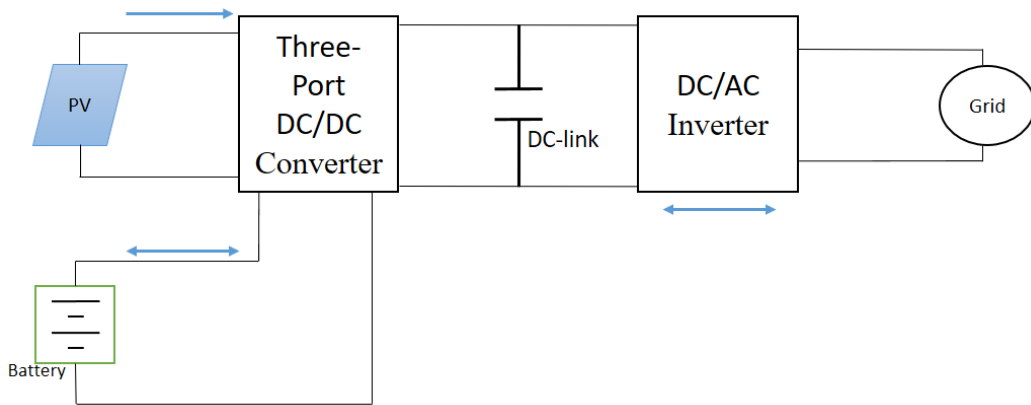 PV
Three-
Port
DC/DC
Converter
DC-link
DC/AC
Inverter
Grid
Battery